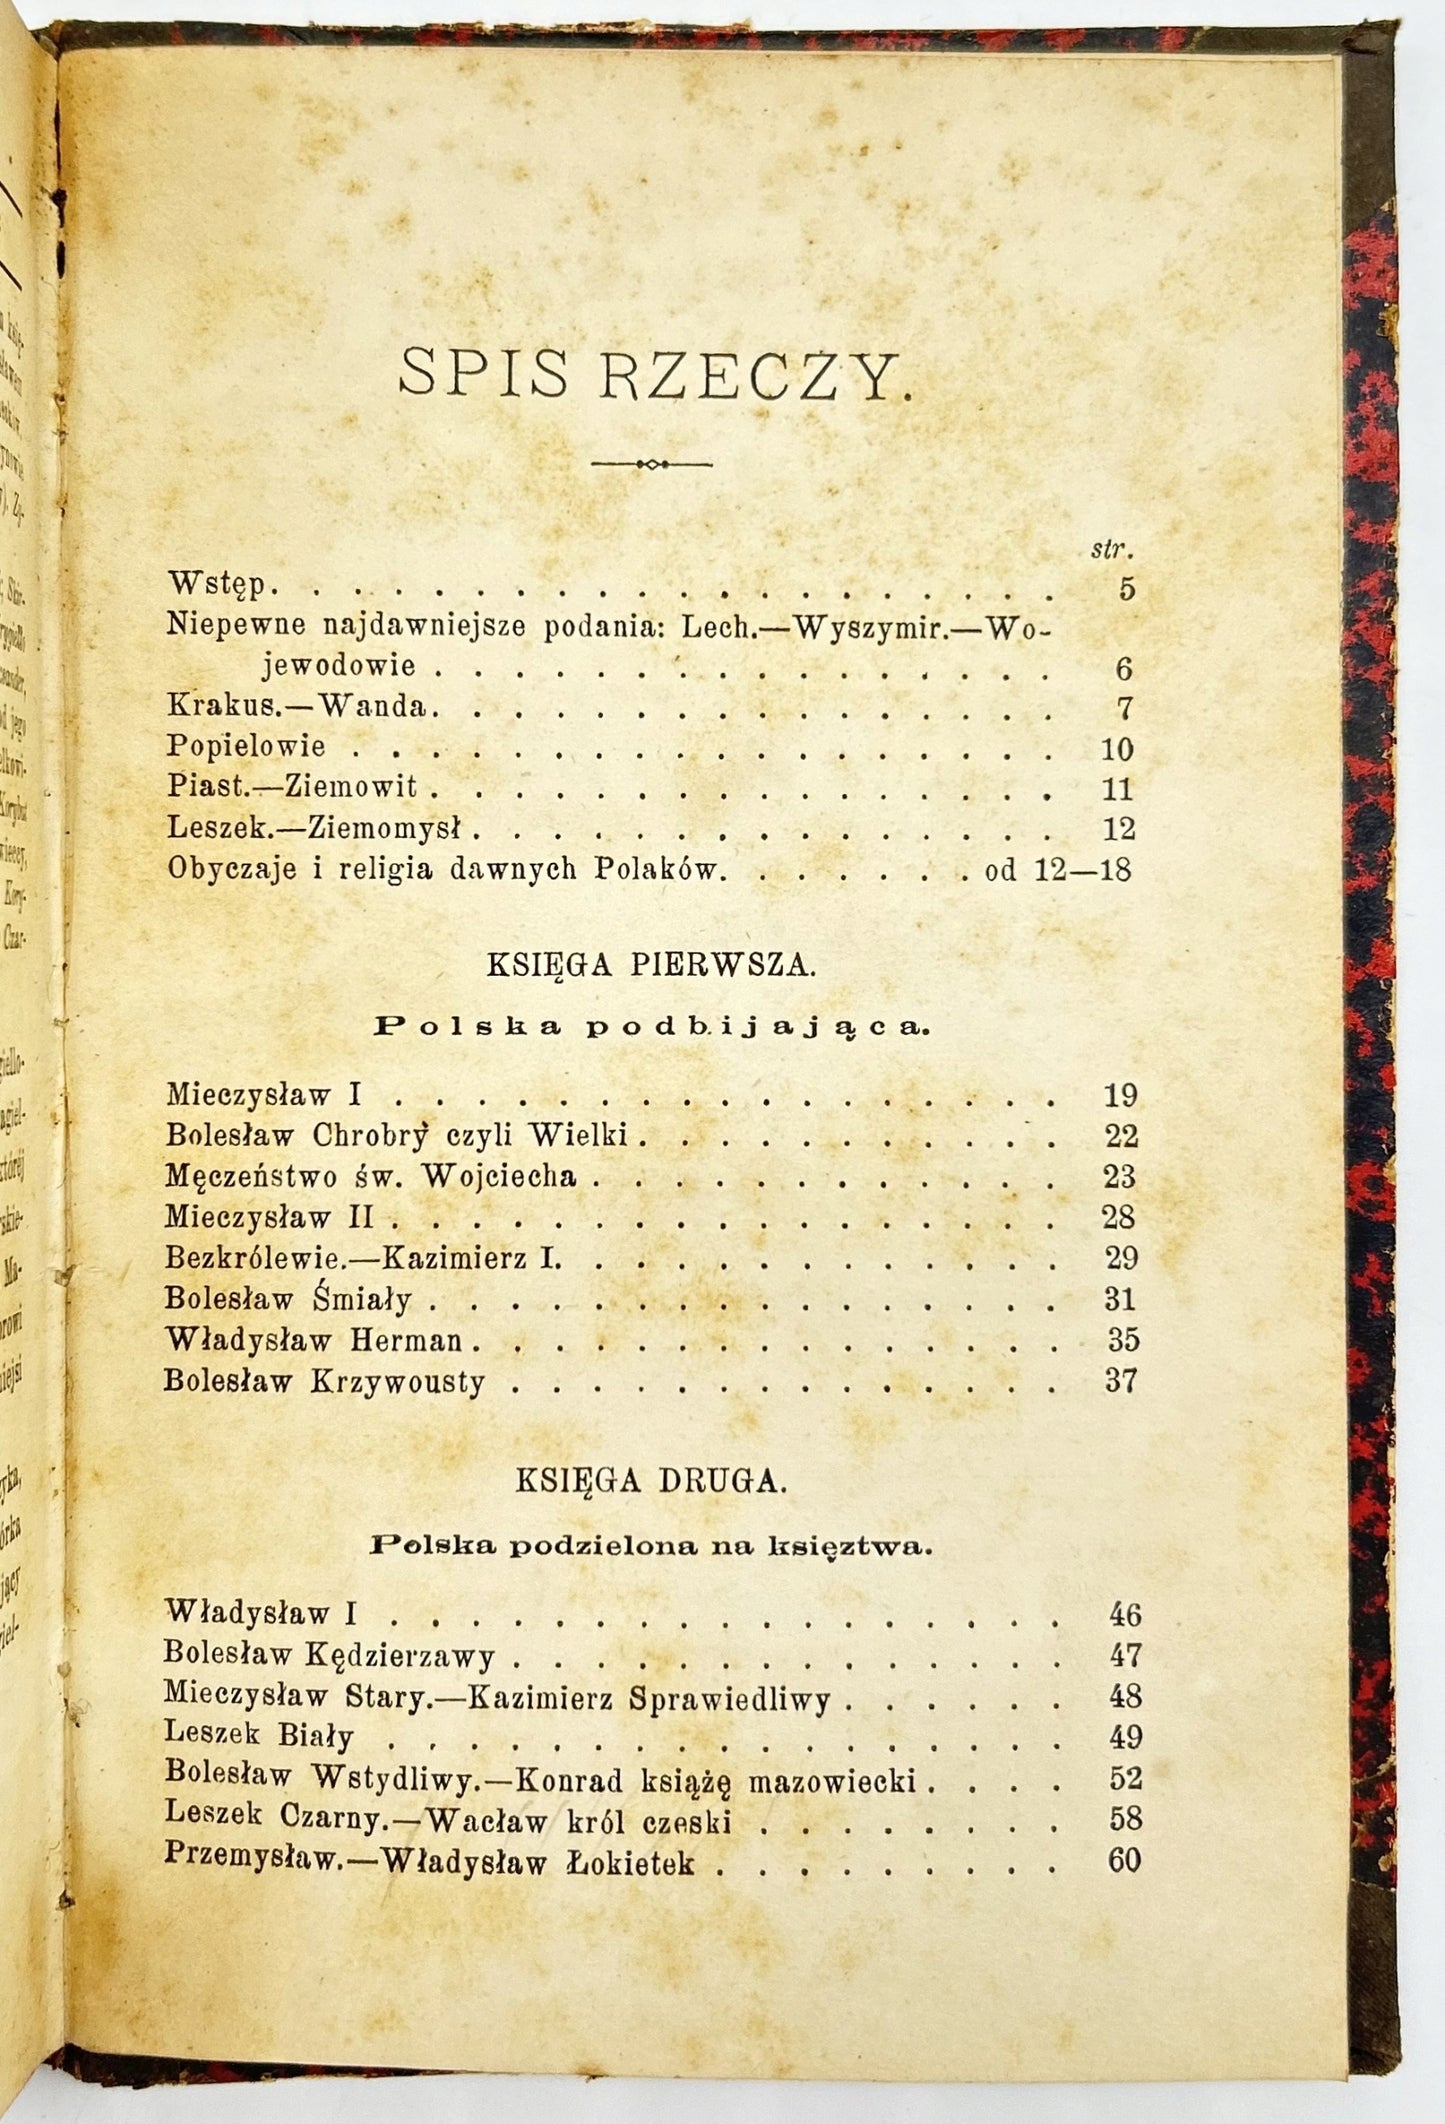 SPIS RZECZY.
str.
Wstęp. . . . . . . . . . . . . . . . . . . . 5
Niepewne najdawniejsze podania: Lech.—Wyszymir.—Wo-
jewodowie . . . . . . . . . . . . . . . . 6
Krakus.—Wanda. . . . . . . . . . . . . . . . 7
Popielowie . . . . . . . . . . . . . . . . . . 10
Piast.—Ziemowit . . . . . . . . . . . . . . . . 11
Leszek.—Ziemomysł . . . . . . . . . . . . . . . 12
Obyczaje i religia dawnych Polaków. . . . . . . od 12—18
KSIĘGA PIERWSZA.
Polska podbijająca.
Mieczysław I . . . . . . . . . . . . . . . . . 19
Bolesław Chrobry czyli Wielki . . . . . . . . . . . 22
Męczeństwo św. Wojciecha . . . . . . . . . . . . 23
Mieczysław II . . . . . . . . . . . . . . . . . 28
Bezkrólewie.—Kazimierz I. . . . . . . . . . . . . 29
Bolesław Śmiały . . . . . . . . . . . . . . . . 31
Władysław Herman . . . . . . . . . . . . . . . 35
Bolesław Krzywousty . . . . . . . . . . . . . . 37
KSIĘGA DRUGA.
Polska podzielona na księztwa.
Władysław I . . . . . . . . . . . . . . . . . 46
Bolesław Kędzierzawy . . . . . . . . . . . . . . 47
Mieczysław Stary.—Kazimierz Sprawiedliwy . . . . . . 48
Leszek Biały . . . . . . . . . . . . . . . . . 49
Bolesław Wstydliwy.—Konrad książę mazowiecki . . . . 52
Leszek Czarny.—Wacław król czeski . . . . . . . . 58
Przemysław.—Władysław Łokietek . . . . . . . . . 60